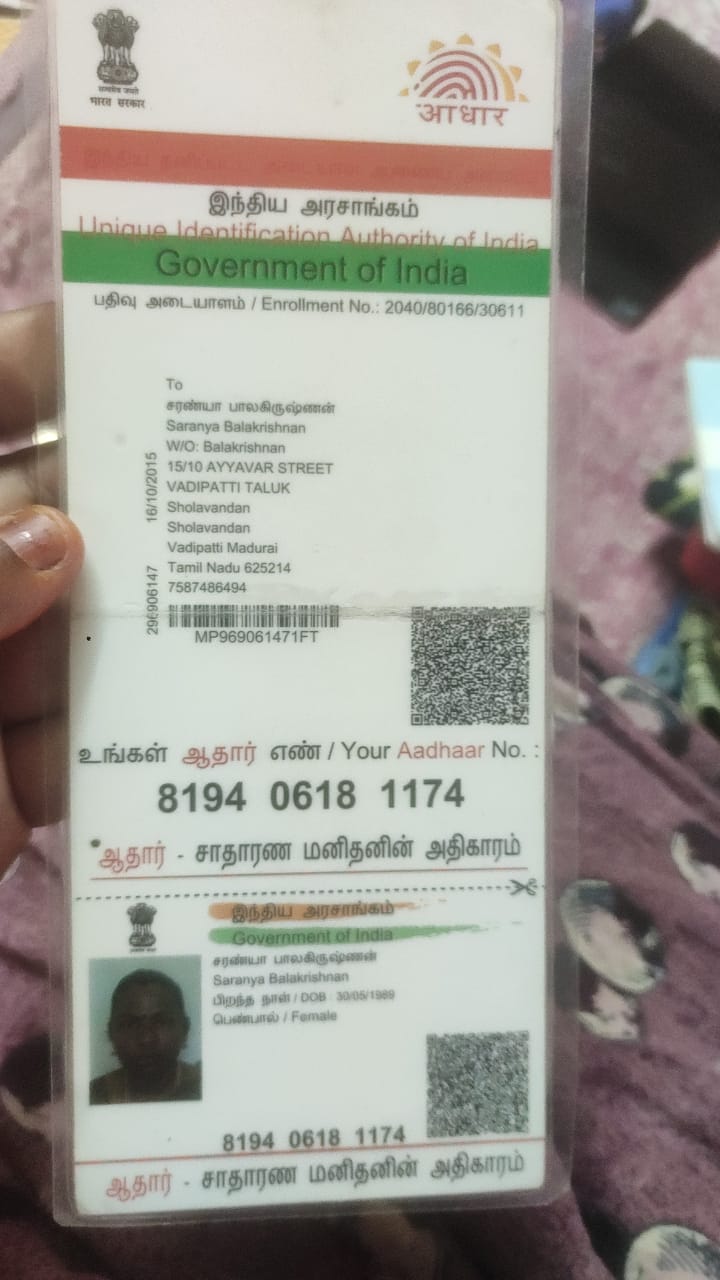 भारत सरकार
आधार
இந்திய அரசாங்கம்
Unique Identification Authority of India
Government of India
பதிவு அடையாளம் / Enrollment No.: 2040/80166/30611
To
சரண்யா பாலகிருஷ்ணன்
Saranya Balakrishnan
W/O: Balakrishnan
15/10 AYYAVAR STREET
VADIPATTI TALUK
Sholavandan
Sholavandan
Vadipatti Madurai
Tamil Nadu 625214
7587486494
16/10/2015
296906147
MP969061471FT
உங்கள் ஆதார் எண் / Your Aadhaar No. :
8194 0618 1174
ஆதார் - சாதாரண மனிதனின் அதிகாரம்
இந்திய அரசாங்கம்
Government of India
சரண்யா பாலகிருஷ்ணன்
Saranya Balakrishnan
பிறந்த நாள் / DOB : 30/05/1989
பெண்பால் / Female
8194 0618 1174
ஆதார் - சாதாரண மனிதனின் அதிகாரம்